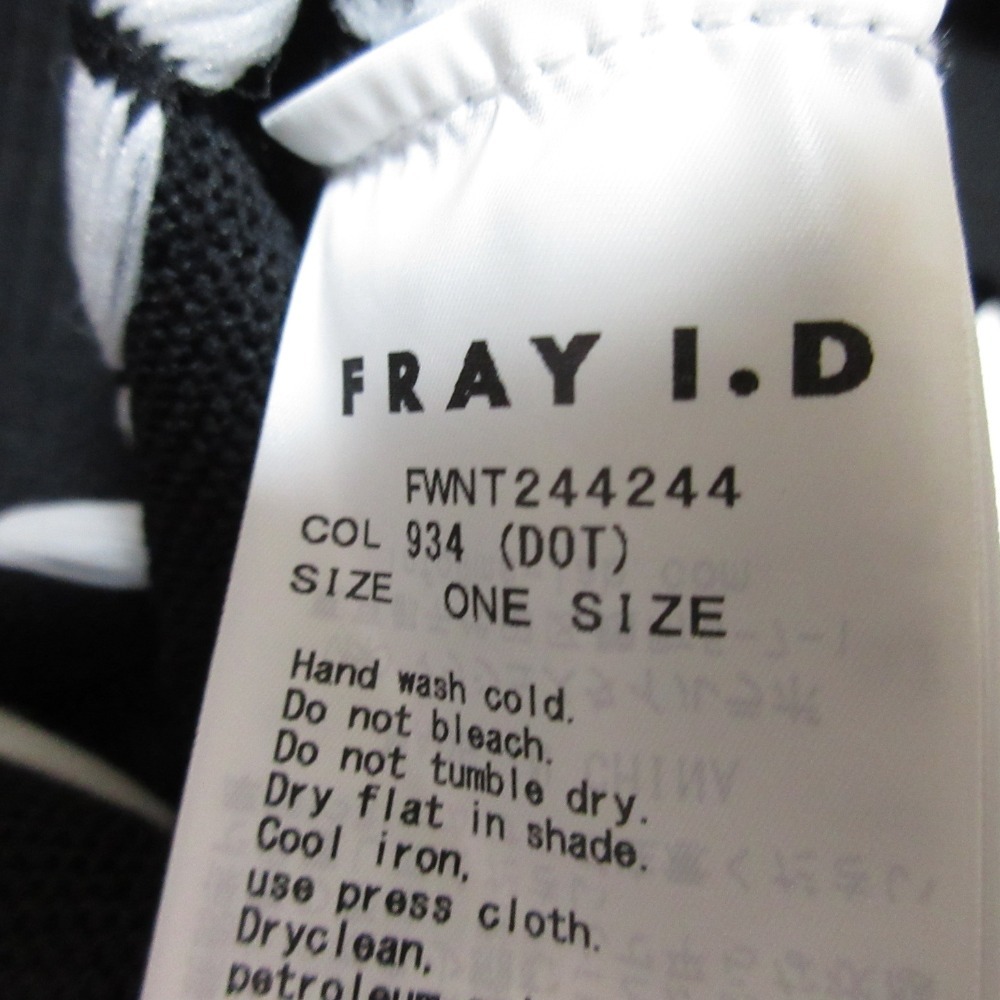 FRAY I.D
FWNT244244
COL 934 (DOT)
SIZE ONE SIZE
Hand wash cold.
Do not bleach.
Do not tumble dry.
Dry flat in shade.
Cool iron,
use press cloth.
Dryclean,
petroleum